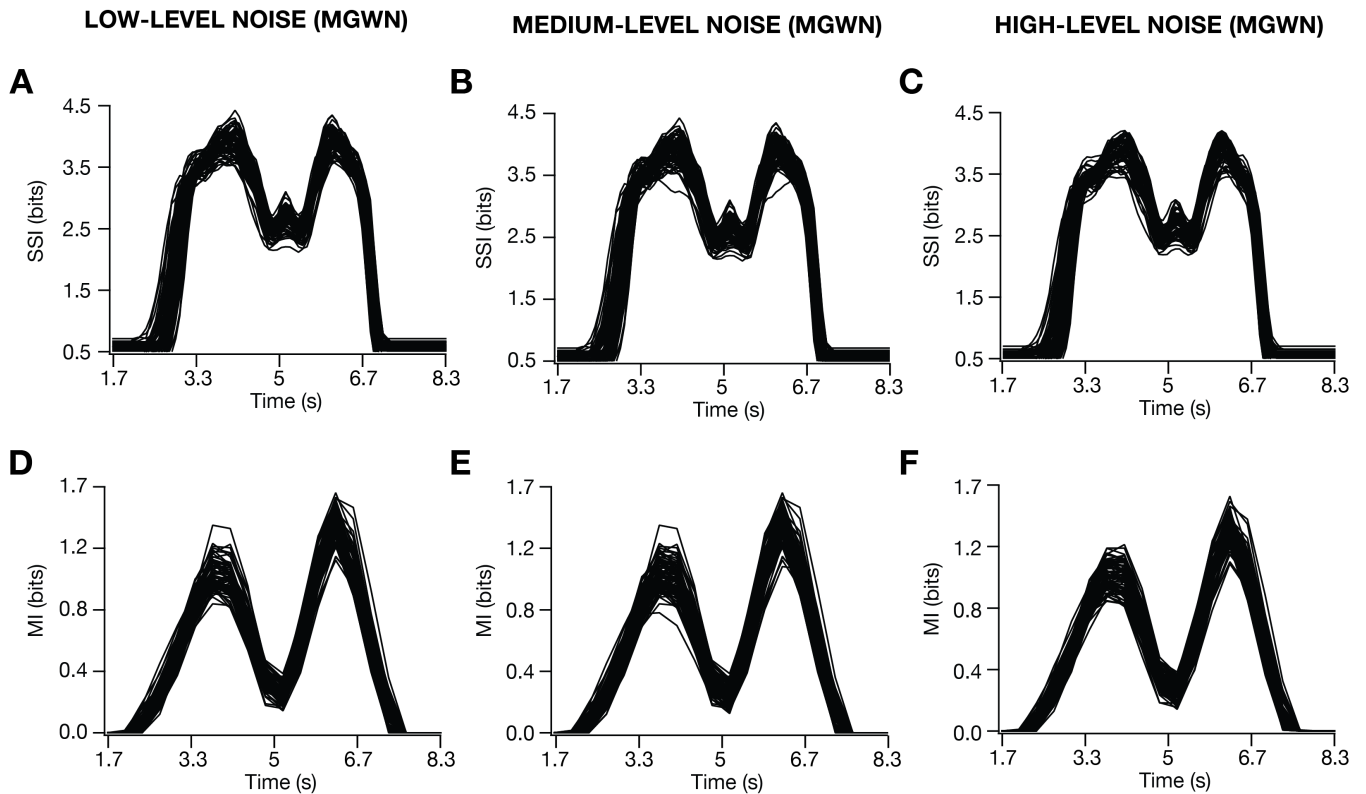 LOW-LEVEL NOISE (MGWN)
MEDIUM-LEVEL NOISE (MGWN)
HIGH-LEVEL NOISE (MGWN)
A
4.5
3.5
2.5
1.5
0.5
SSI (bits)
1.7 3.3 5 6.7 8.3
Time (s)
B
4.5
3.5
2.5
1.5
0.5
SSI (bits)
1.7 3.3 5 6.7 8.3
Time (s)
C
4.5
3.5
2.5
1.5
0.5
SSI (bits)
1.7 3.3 5 6.7 8.3
Time (s)
D
1.7
1.2
0.8
0.4
0.0
MI (bits)
1.7 3.3 5 6.7 8.3
Time (s)
E
1.7
1.2
0.8
0.4
0.0
MI (bits)
1.7 3.3 5 6.7 8.3
Time (s)
F
1.7
1.2
0.8
0.4
0.0
MI (bits)
1.7 3.3 5 6.7 8.3
Time (s)